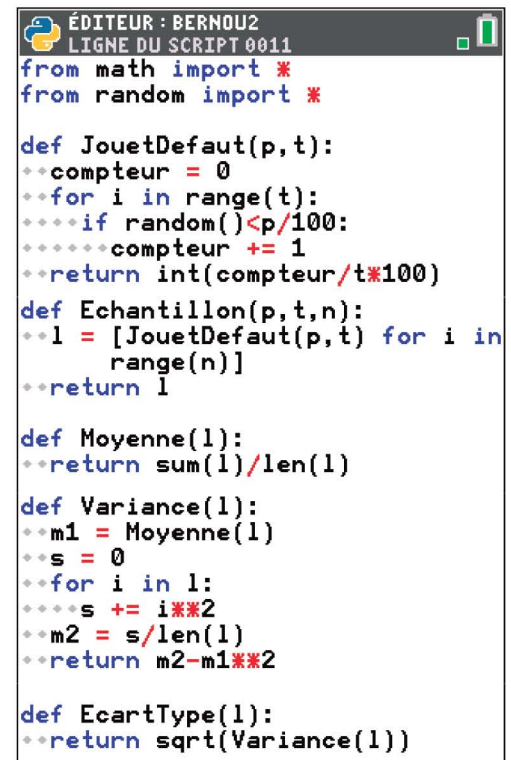 ÉDITEUR : BERNOU2
LIGNE DU SCRIPT 0011
from math import *
from random import *
def JouetDefaut(p,t):
◆◆compteur = 0
◆◆for i in range(t):
◆◆◆◆if random()<p/100:
◆◆◆◆◆◆compteur += 1
◆◆return int(compteur/t*100)
def Echantillon(p,t,n):
◆◆l = [JouetDefaut(p,t) for i in
range(n)]
◆◆return l
def Moyenne(l):
◆◆return sum(l)/len(l)
def Variance(l):
◆◆m1 = Moyenne(l)
◆◆s = 0
◆◆for i in l:
◆◆◆◆s += i**2
◆◆m2 = s/len(l)
◆◆return m2-m1**2
def EcartType(l):
◆◆return sqrt(Variance(l))